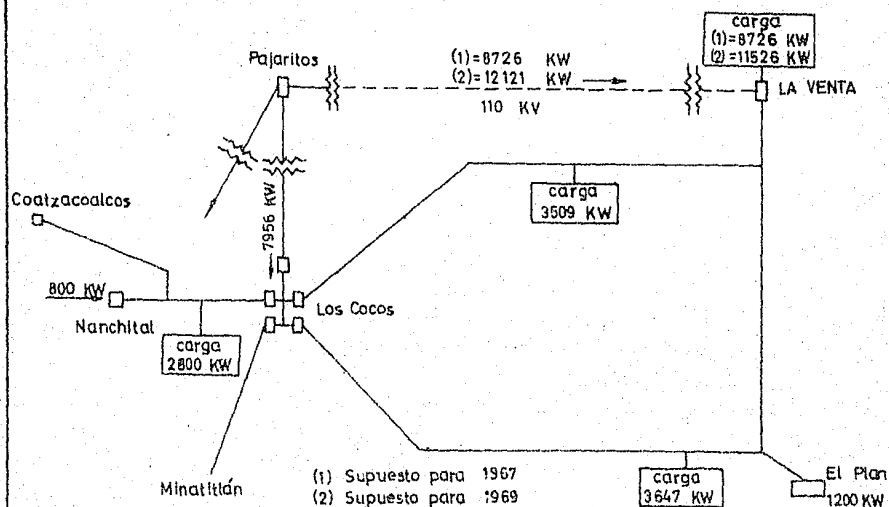 carga
(1)=8726 KW
(2)=11526 KW
LA VENTA
Pajaritos
(1)=8726 KW
(2)=12121 KW
110 KV
carga
3509 KW
Coatzacoalcos
7956 KW
800 KW
Nanchital
Los Cocos
carga
2800 KW
Minatitlán
(1) Supuesto para 1967
(2) Supuesto para 1969
carga
3647 KW
El Plan
1200 KW